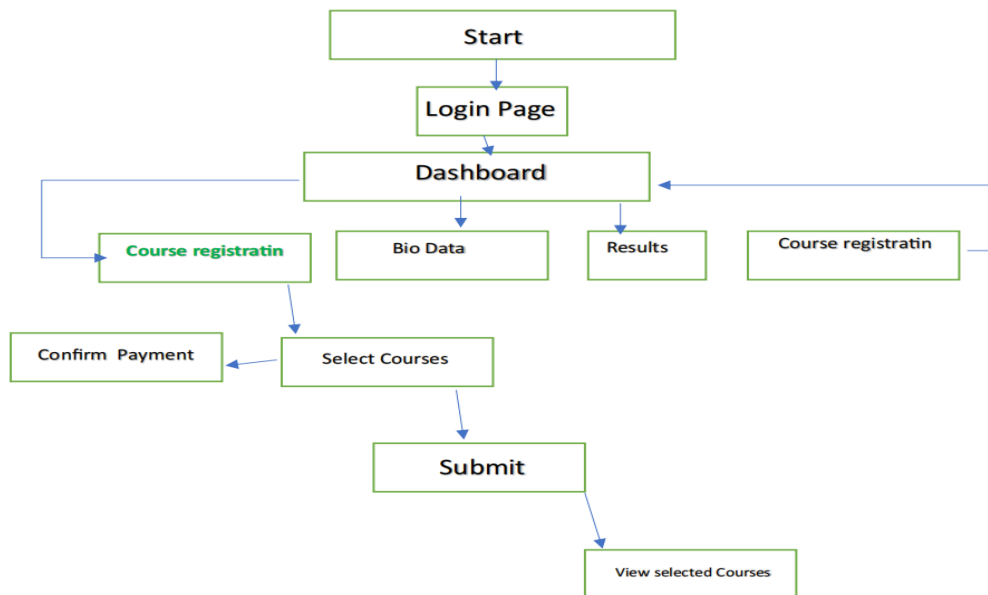 Start
Login Page
Dashboard
Course registratin
Bio Data
Results
Course registratin
Confirm Payment
Select Courses
Submit
View selected Courses